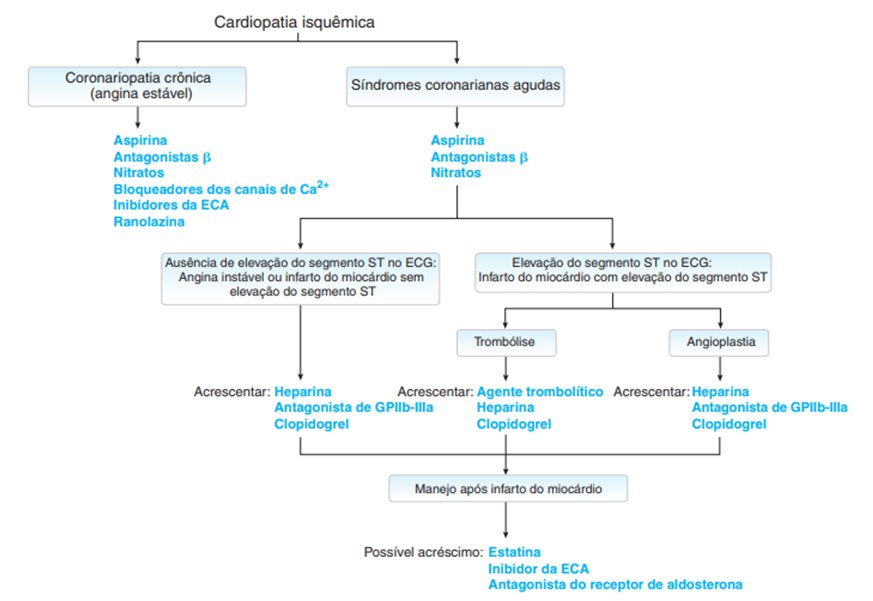 Cardiopatia isquêmica
Coronariopatia crônica
(angina estável)
Síndromes coronarianas agudas
Aspirina
Antagonistas β
Nitratos
Bloqueadores dos canais de Ca²⁺
Inibidores da ECA
Ranolazina
Aspirina
Antagonistas β
Nitratos
Ausência de elevação do segmento ST no ECG:
Angina instável ou infarto do miocárdio sem
elevação do segmento ST
Elevação do segmento ST no ECG:
Infarto do miocárdio com elevação do segmento ST
Trombólise
Angioplastia
Acrescentar: Heparina
Antagonista de GPIIb-IIIa
Clopidogrel
Acrescentar: Agente trombolítico
Heparina
Clopidogrel
Acrescentar: Heparina
Antagonista de GPIIb-IIIa
Clopidogrel
Manejo após infarto do miocárdio
Possível acréscimo: Estatina
Inibidor da ECA
Antagonista do receptor de aldosterona